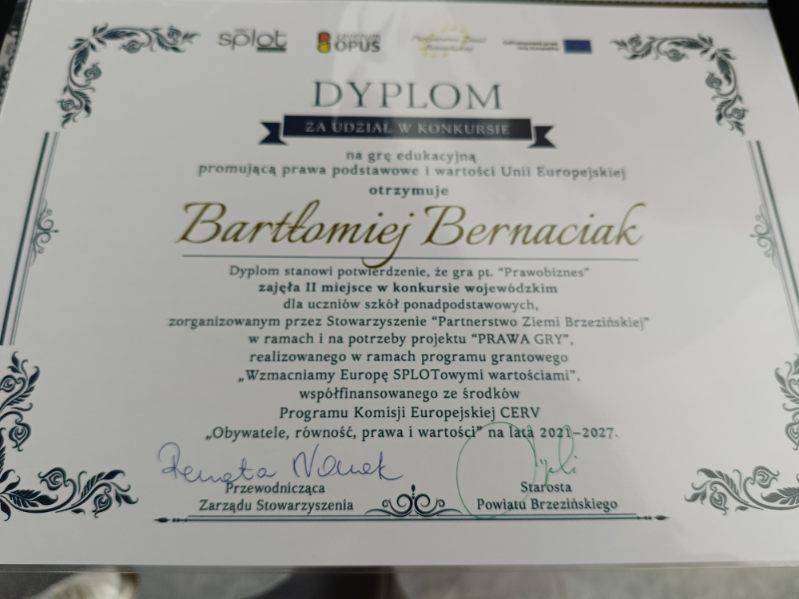 splot
CENTRUM
OPUS
DYPLOM
ZA UDZIAŁ W KONKURSIE
na grę edukacyjną
promującą prawa podstawowe i wartości Unii Europejskiej
otrzymuje
Bartłomiej Bernaciak
Dyplom stanowi potwierdzenie, że gra pt. "Prawobiznes"
zajęła II miejsce w konkursie wojewódzkim
dla uczniów szkół ponadpodstawowych,
zorganizowanym przez Stowarzyszenie "Partnerstwo Ziemi Brzezińskiej"
w ramach i na potrzeby projektu "PRAWA GRY",
realizowanego w ramach programu grantowego
„Wzmacniamy Europę SPLOTowymi wartościami”,
współfinansowanego ze środków
Programu Komisji Europejskiej CERV
„Obywatele, równość, prawa i wartości” na lata 2021–2027.
Renata Nowak
Przewodnicząca
Zarządu Stowarzyszenia
Starosta
Powiatu Brzezińskiego